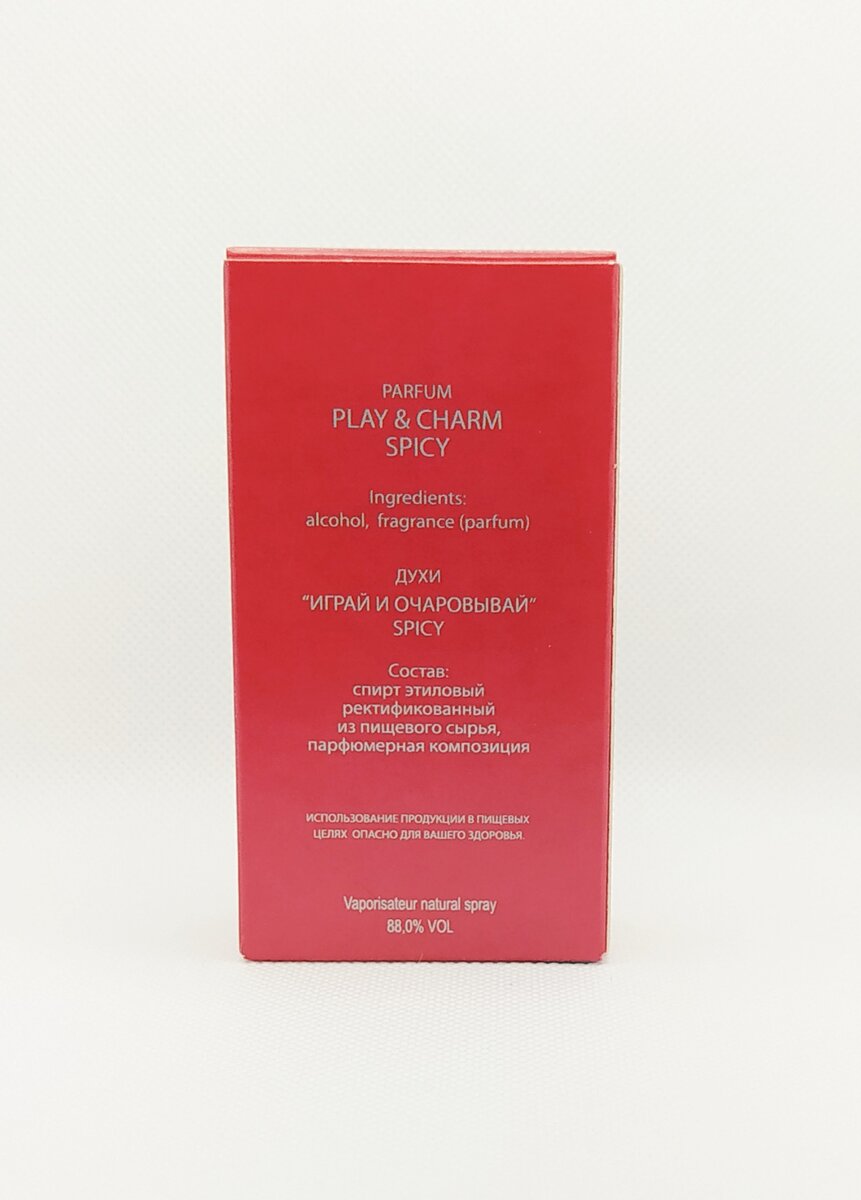 PARFUM
PLAY & CHARM
SPICY
Ingredients:
alcohol, fragrance (parfum)
ДУХИ
“ИГРАЙ И ОЧАРОВЫВАЙ”
SPICY
Состав:
спирт этиловый
ректификованный
из пищевого сырья,
парфюмерная композиция
ИСПОЛЬЗОВАНИЕ ПРОДУКЦИИ В ПИЩЕВЫХ
ЦЕЛЯХ ОПАСНО ДЛЯ ВАШЕГО ЗДОРОВЬЯ.
Vaporisateur natural spray
88,0% VOL